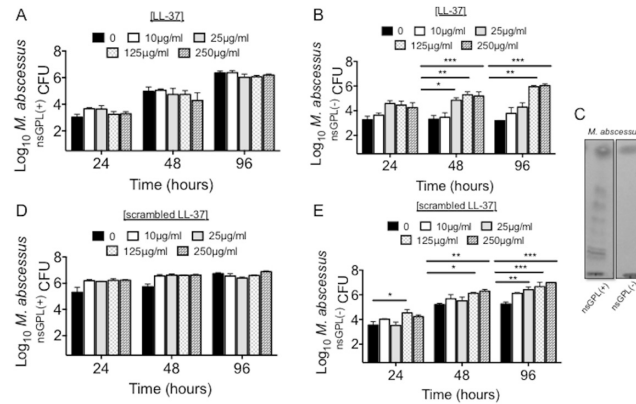 A
[LL-37]
0 10µg/ml 25µg/ml
125µg/ml 250µg/ml
Log10 M. abscessus
nsGPL(+) CFU
8
6
4
2
24 48 96
Time (hours)
B
[LL-37]
0 10µg/ml 25µg/ml
125µg/ml 250µg/ml
Log10 M. abscessus
nsGPL(-) CFU
8
6
4
2
*** ***
** **
*
24 48 96
Time (hours)
C
M. abscessus
nsGPL(+) nsGPL(-)
D
[scrambled LL-37]
0 10µg/ml 25µg/ml
125µg/ml 250µg/ml
Log10 M. abscessus
nsGPL(+) CFU
8
6
4
2
0
24 48 96
Time (hours)
E
[scrambled LL-37]
0 10µg/ml 25µg/ml
125µg/ml 250µg/ml
Log10 M. abscessus
nsGPL(-) CFU
8
6
4
2
0
** ***
* ***
* **
24 48 96
Time (hours)